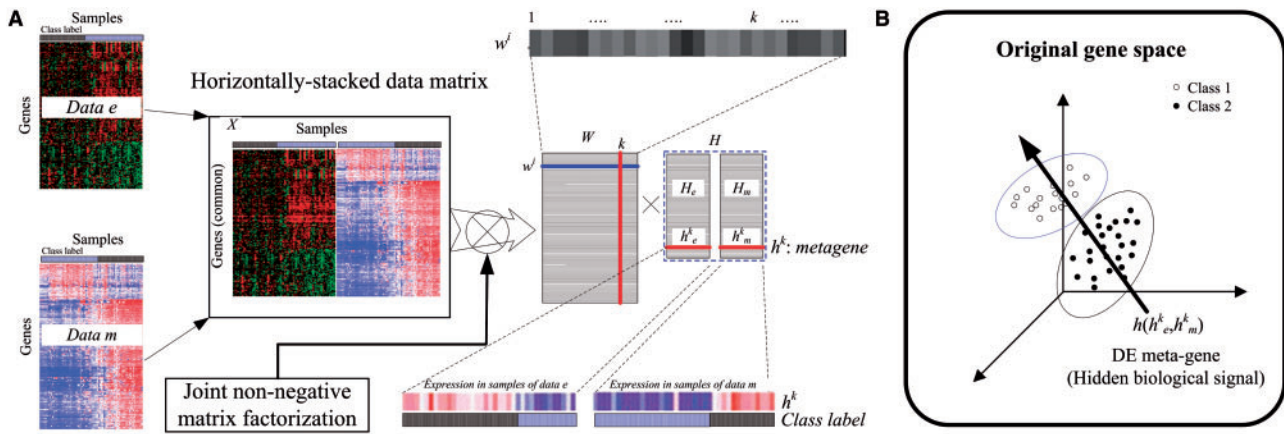 A
Samples
Class label
Genes
Data e
Samples
Class label
Genes
Data m
Horizontally-stacked data matrix
X
Samples
Genes (common)
Joint non-negative
matrix factorization
1 .... ... k ....
w^i
W
k
w^i
×
H
H_e
H_m
h^k_e
h^k_m
h^k: metagene
Expression in samples of data e
Expression in samples of data m
h^k
Class label
B
Original gene space
Class 1
Class 2
h(h^k_e,h^k_m)
DE meta-gene
(Hidden biological signal)